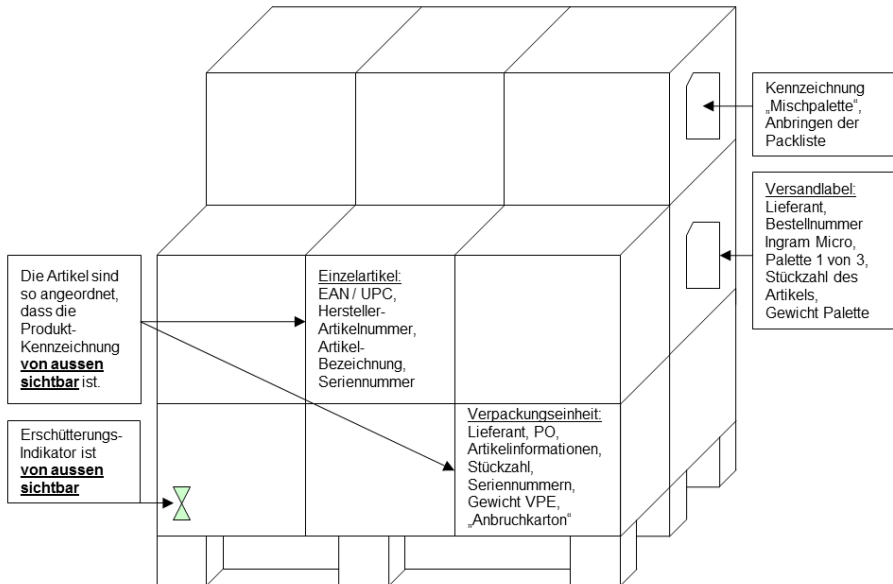 Kennzeichnung
„Mischpalette“,
Anbringen der
Packliste
Versandlabel:
Lieferant,
Bestellnummer
Ingram Micro,
Palette 1 von 3,
Stückzahl des
Artikels,
Gewicht Palette
Die Artikel sind
so angeordnet,
dass die
Produkt-
Kennzeichnung
von aussen
sichtbar ist.
Einzelartikel:
EAN / UPC,
Hersteller-
Artikelnummer,
Artikel-
Bezeichnung,
Seriennummer
Erschütterungs-
Indikator ist
von aussen
sichtbar
Verpackungseinheit:
Lieferant, PO,
Artikelinformationen,
Stückzahl,
Seriennummern,
Gewicht VPE,
„Anbruchkarton“